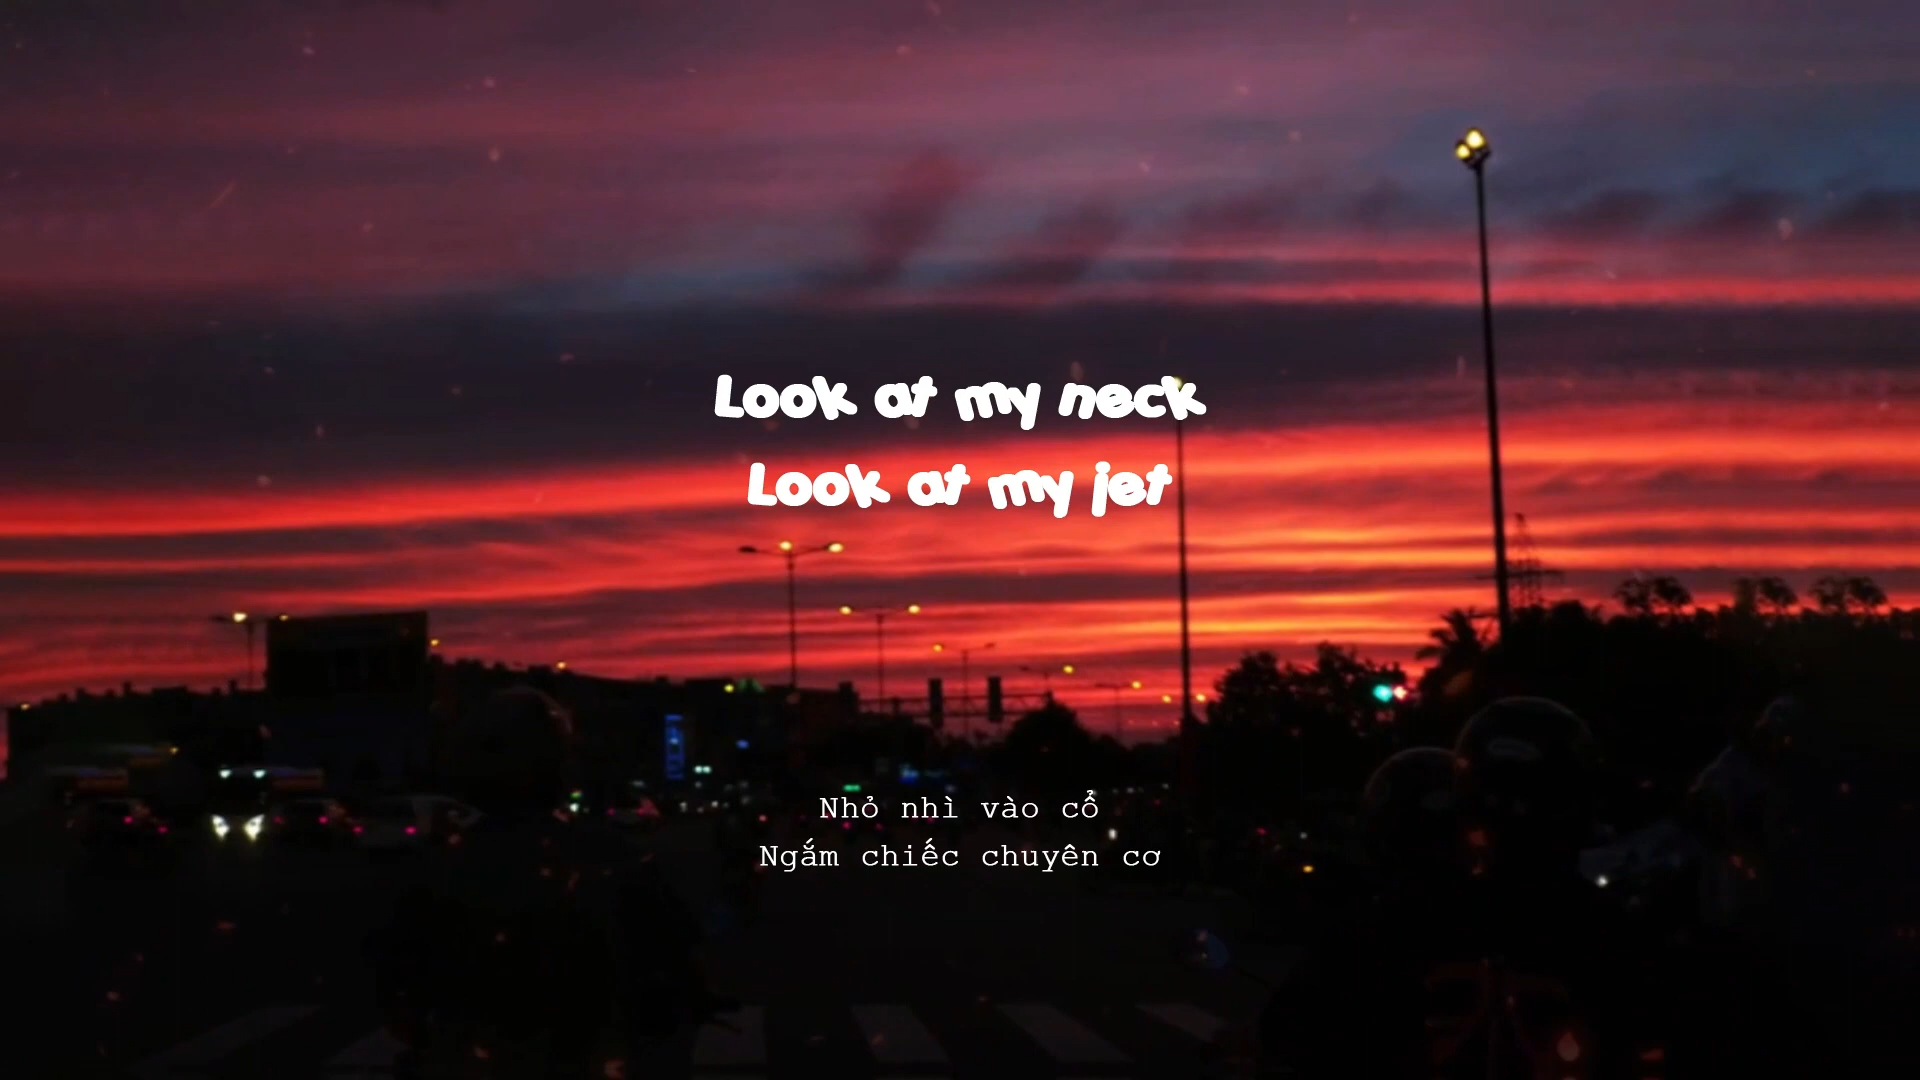 Look at my neck
Look at my jet
Nhỏ nhì vào cổ
Ngắm chiếc chuyên cơ